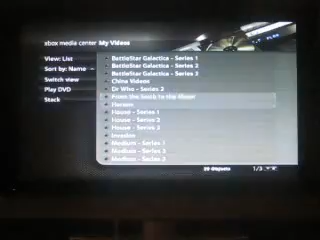 xbox media center My Videos
View: List
Sort by: Name
Switch view
Play DVD
Stack
BattleStar Galactica - Series 1
BattleStar Galactica - Series 2
BattleStar Galactica - Series 3
China Videos
Dr Who - Series 2
From the Earth to the Moon
Heroes
House - Series 1
House - Series 2
House - Series 3
Invasion
Medium - Series 1
Medium - Series 2
Medium - Series 3
Objects
1/3